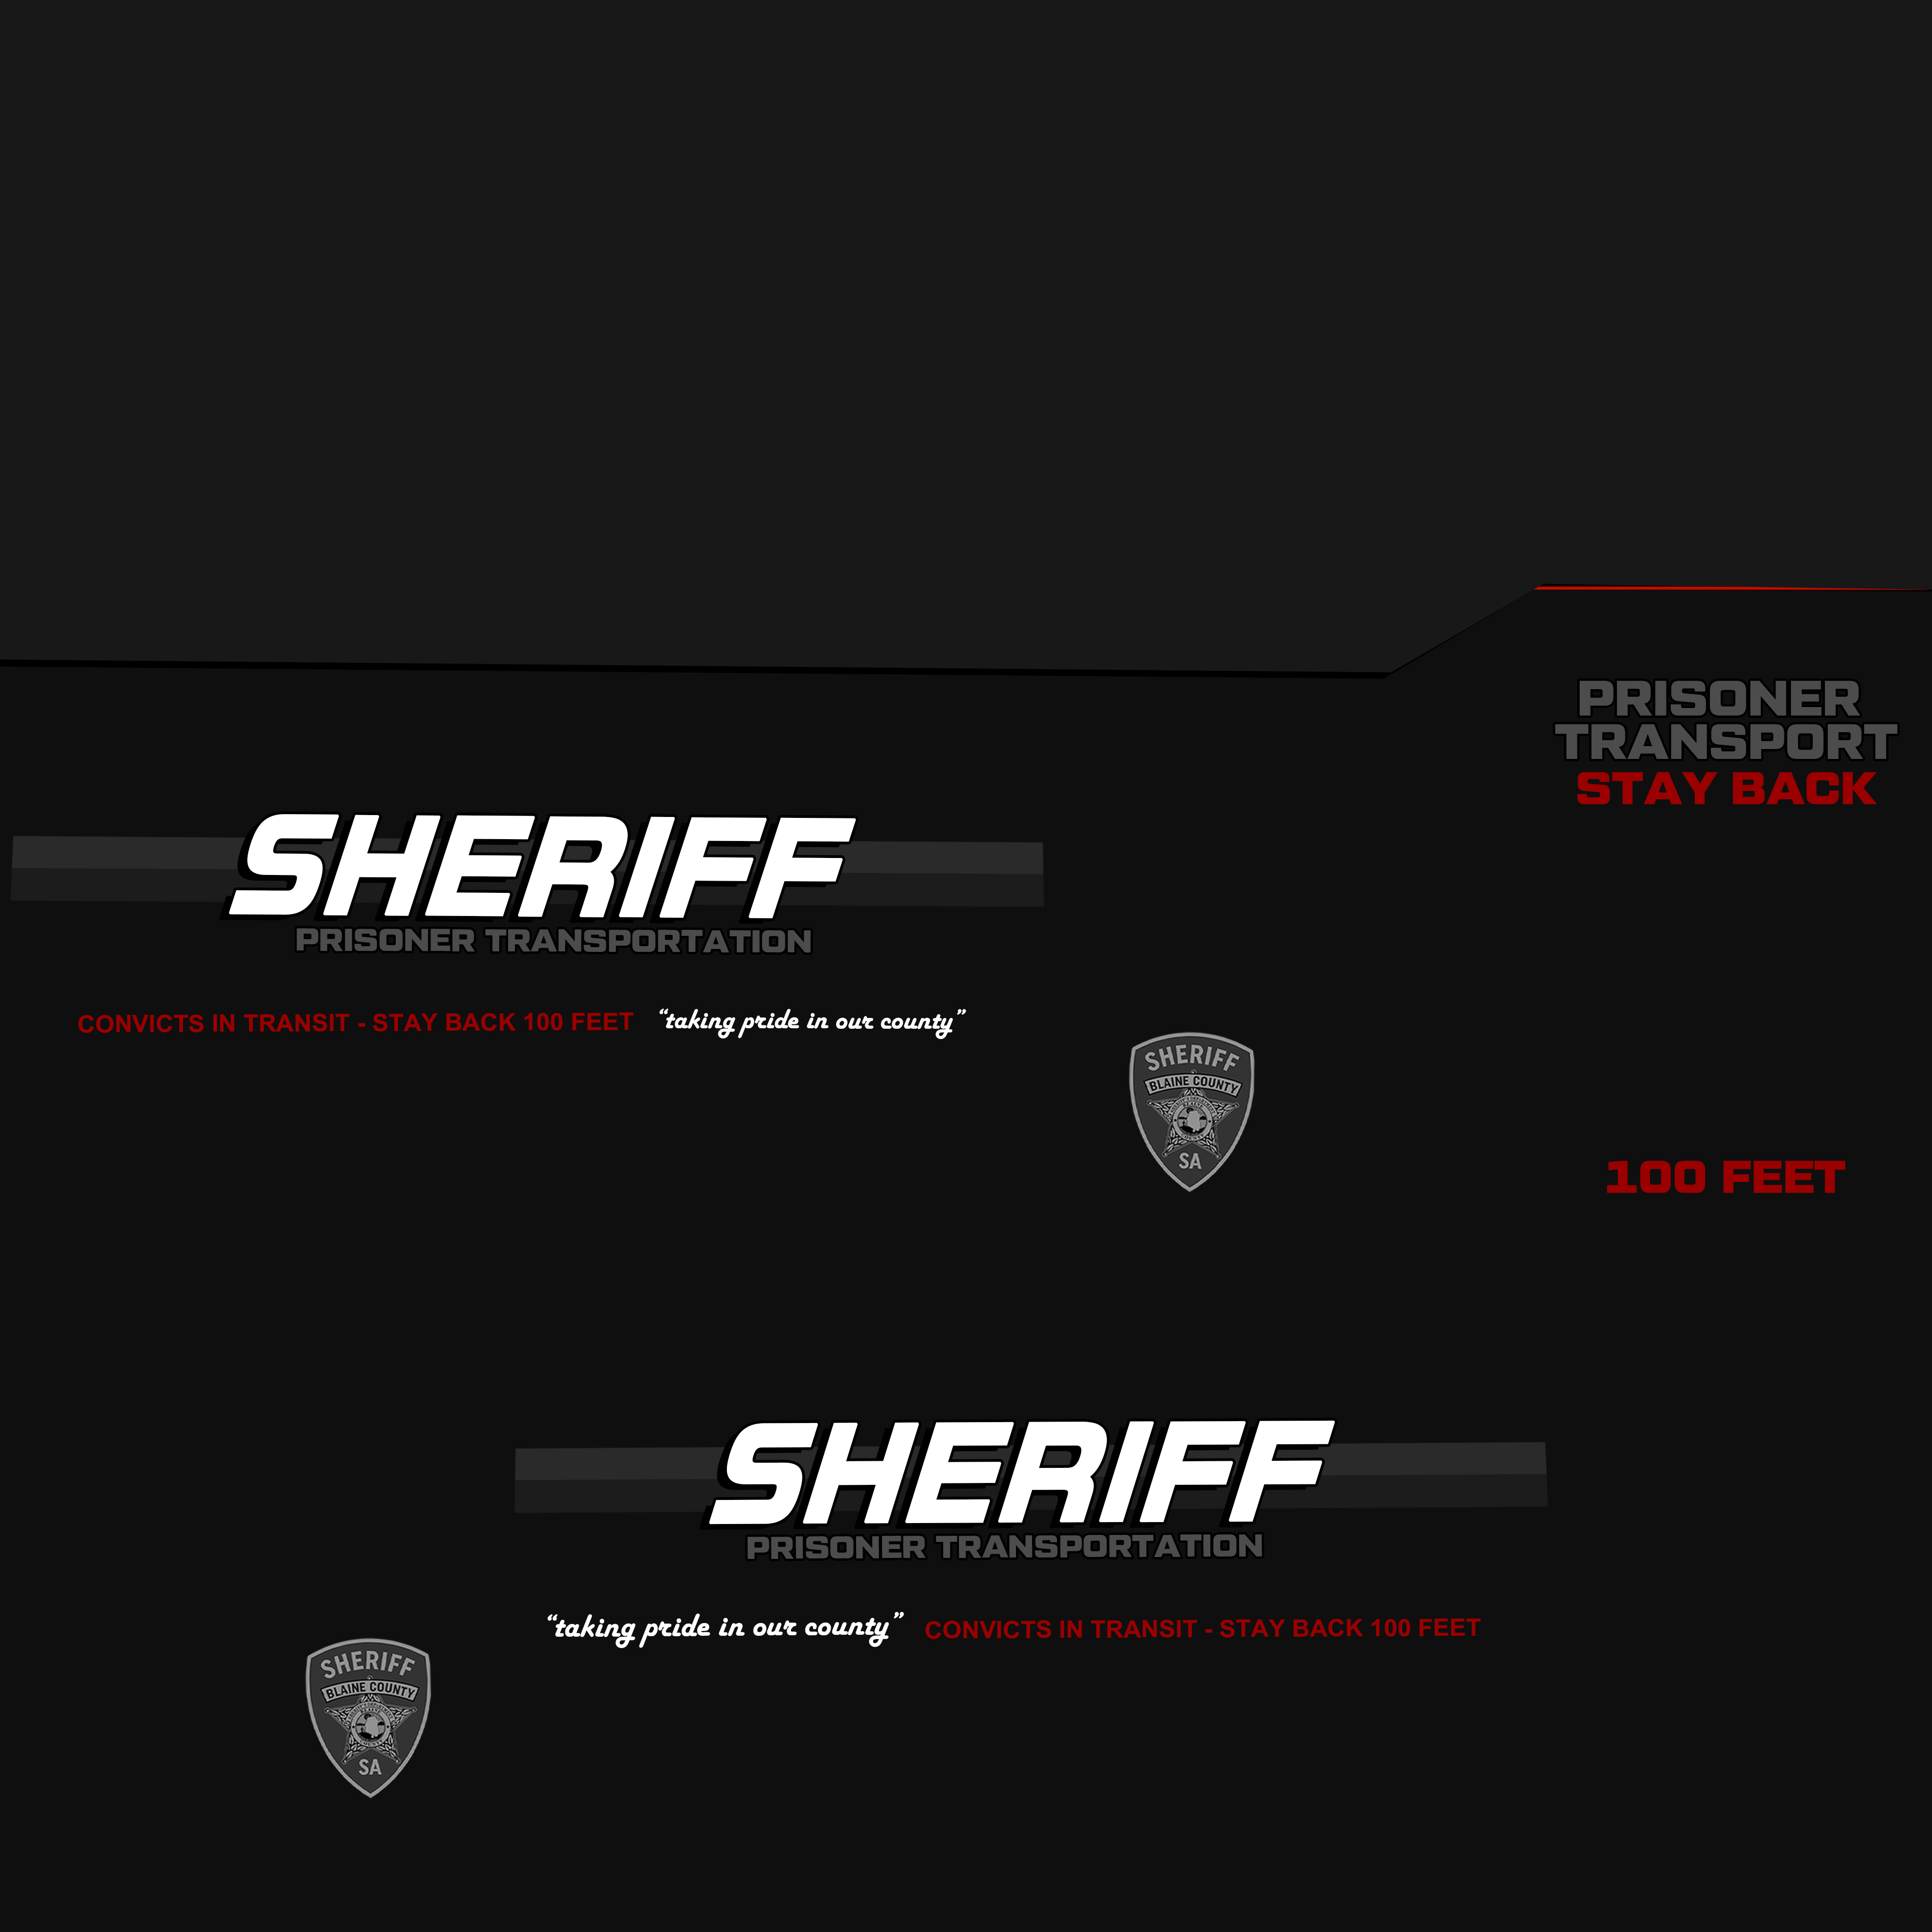 PRISONER
TRANSPORT
STAY BACK
SHERIFF
PRISONER TRANSPORTATION
CONVICTS IN TRANSIT - STAY BACK 100 FEET “taking pride in our county”
SHERIFF
BLAINE COUNTY
SA
100 FEET
SHERIFF
PRISONER TRANSPORTATION
“taking pride in our county” CONVICTS IN TRANSIT - STAY BACK 100 FEET
SHERIFF
BLAINE COUNTY
SA